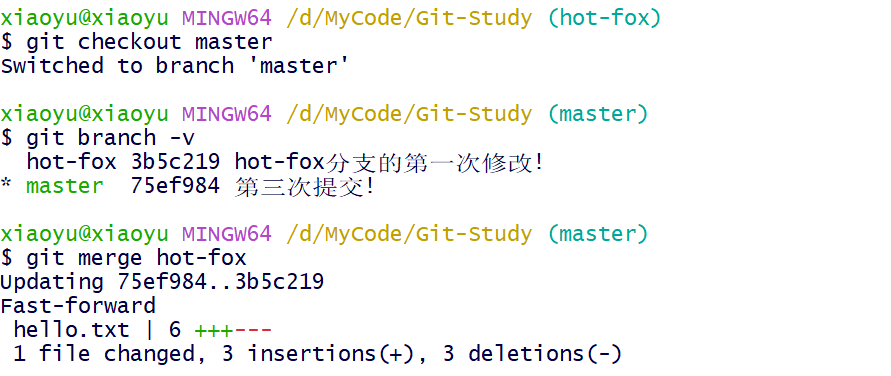 xiaoyu@xiaoyu MINGW64 /d/MyCode/Git-Study (hot-fox)
$ git checkout master
Switched to branch 'master'
xiaoyu@xiaoyu MINGW64 /d/MyCode/Git-Study (master)
$ git branch -v
  hot-fox 3b5c219 hot-fox分支的第一次修改!
* master  75ef984 第三次提交!
xiaoyu@xiaoyu MINGW64 /d/MyCode/Git-Study (master)
$ git merge hot-fox
Updating 75ef984..3b5c219
Fast-forward
 hello.txt | 6 +++---
 1 file changed, 3 insertions(+), 3 deletions(-)